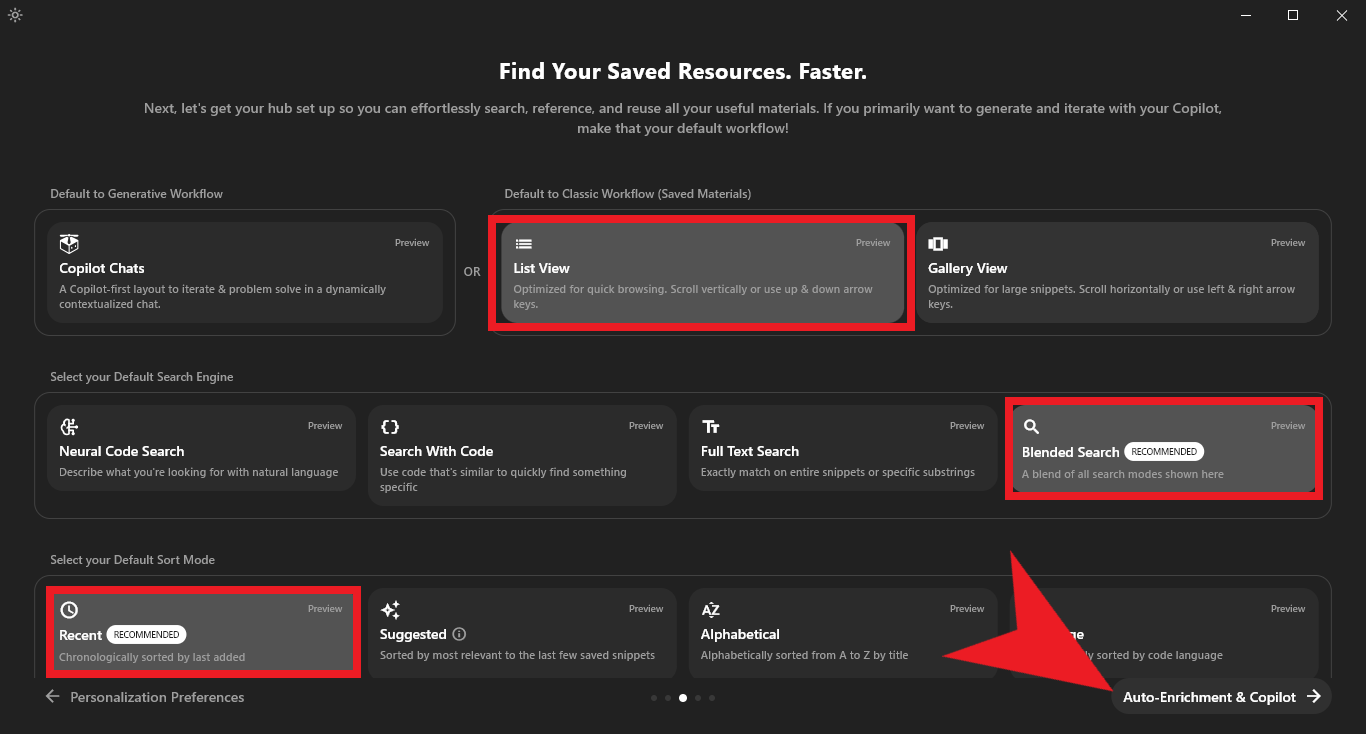 Find Your Saved Resources. Faster.
Next, let's get your hub set up so you can effortlessly search, reference, and reuse all your useful materials. If you primarily want to generate and iterate with your Copilot,
make that your default workflow!
Default to Generative Workflow
Default to Classic Workflow (Saved Materials)
Preview
Copilot Chats
A Copilot-first layout to iterate & problem solve in a dynamically
contextualized chat.
OR
Preview
List View
Optimized for quick browsing. Scroll vertically or use up & down arrow
keys.
Preview
Gallery View
Optimized for large snippets. Scroll horizontally or use left & right arrow
keys.
Select your Default Search Engine
Preview
Neural Code Search
Describe what you're looking for with natural language
Preview
Search With Code
Use code that's similar to quickly find something
specific
Preview
Full Text Search
Exactly match on entire snippets or specific substrings
Preview
Blended Search RECOMMENDED
A blend of all search modes shown here
Select your Default Sort Mode
Preview
Recent RECOMMENDED
Chronologically sorted by last added
Preview
Suggested
Sorted by most relevant to the last few saved snippets
Preview
Alphabetical
Alphabetically sorted from A to Z by title
Preview
sorted by code language
Personalization Preferences
Auto-Enrichment & Copilot